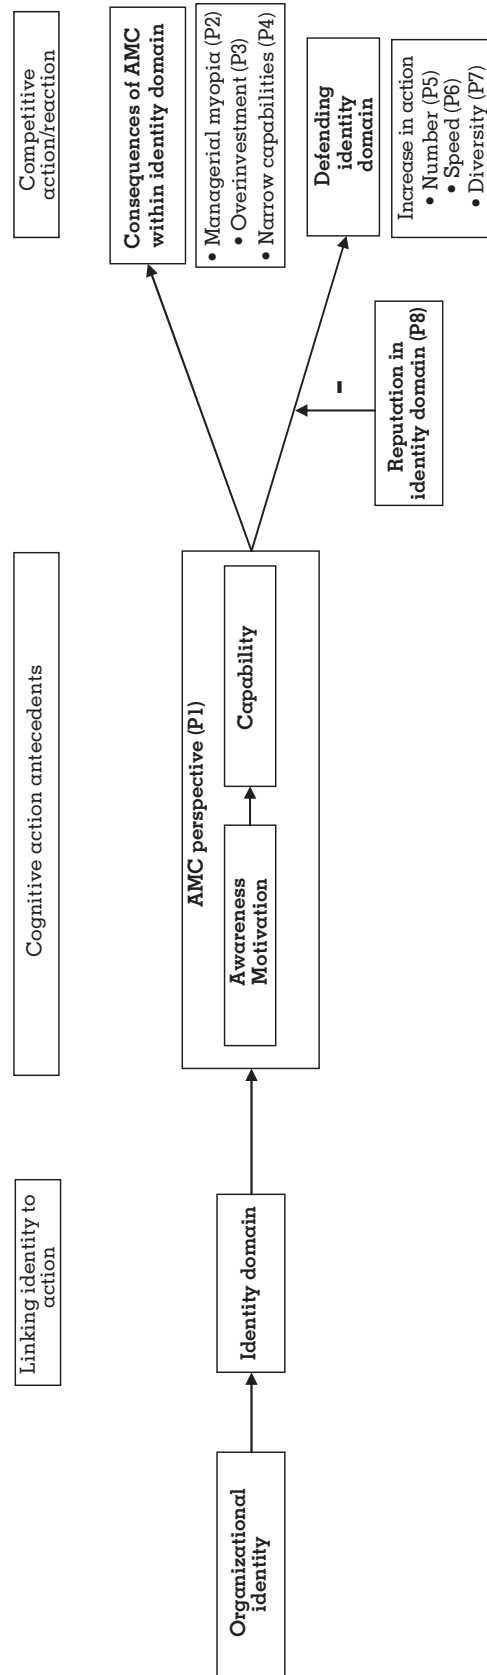 Linking identity to
action
Cognitive action antecedents
Competitive
action/reaction
Organizational
identity
Identity domain
AMC perspective (P1)
Awareness
Motivation
Capability
Consequences of AMC
within identity domain
• Managerial myopia (P2)
• Overinvestment (P3)
• Narrow capabilities (P4)
Defending
identity
domain
Increase in action
• Number (P5)
• Speed (P6)
• Diversity (P7)
–
Reputation in
identity domain (P8)